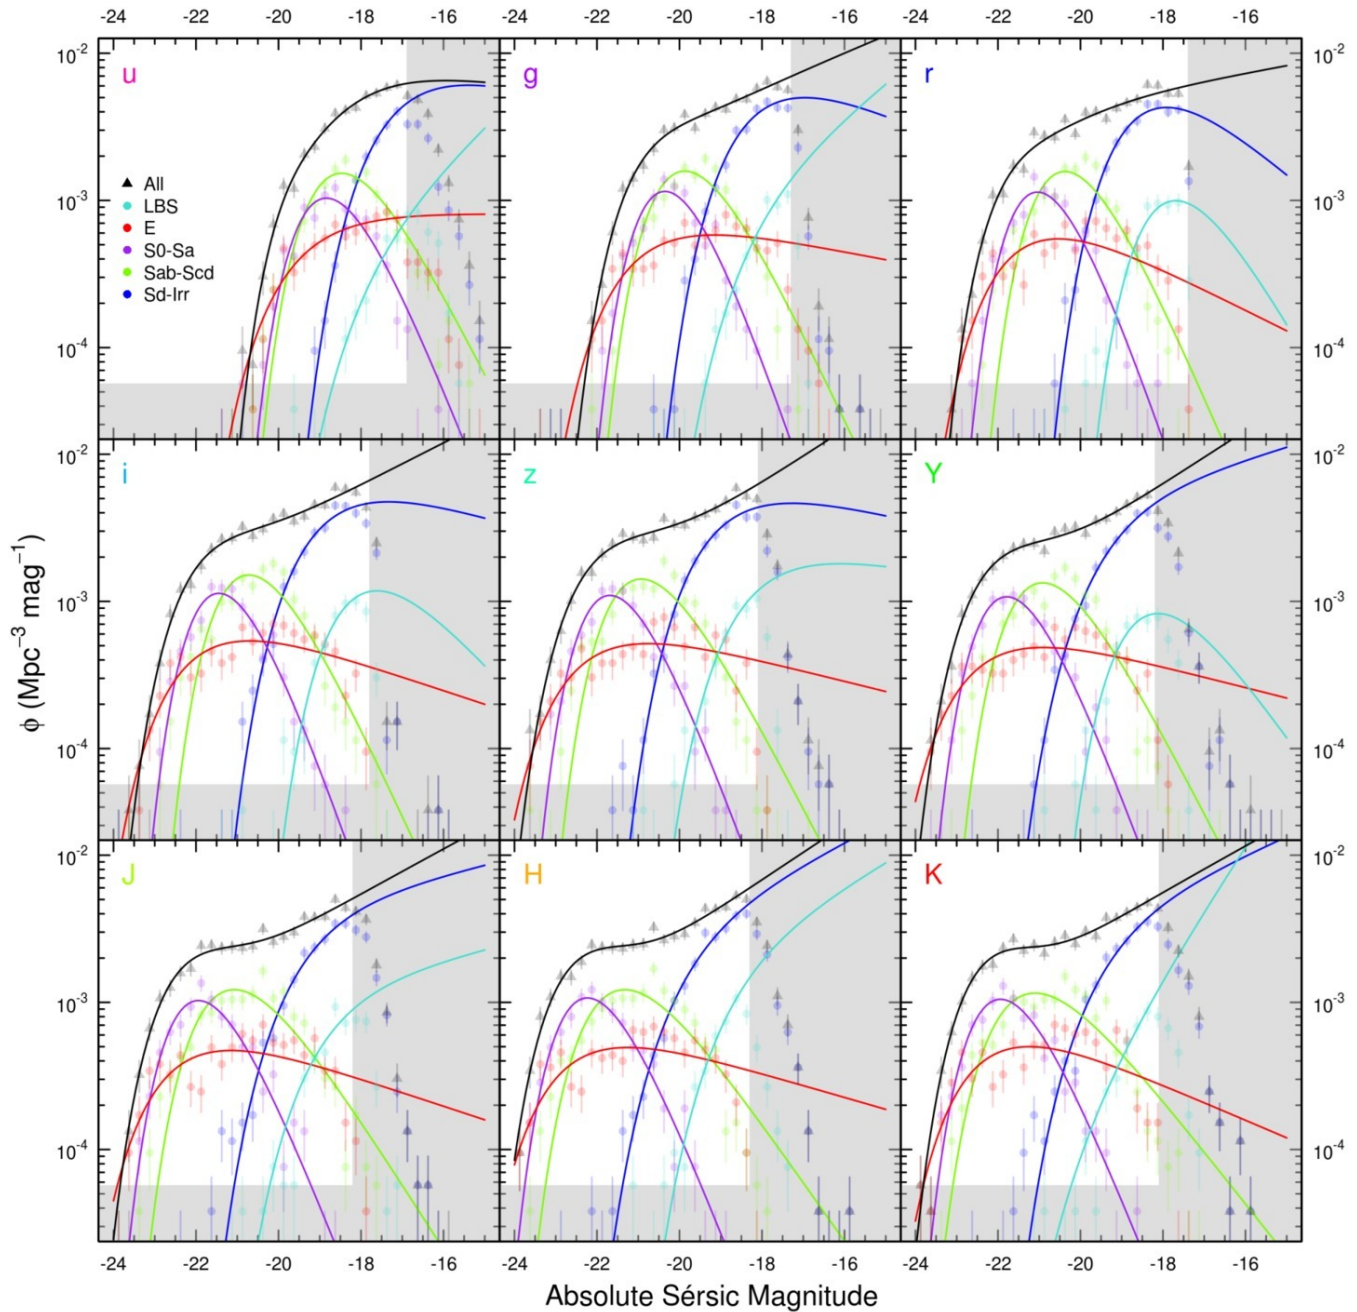 -24 -22 -20 -18 -16 -24 -22 -20 -18 -16 -24 -22 -20 -18 -16
10-2 u g r 10-2
All
LBS
E
S0-Sa
Sab-Scd
Sd-Irr
10-3 10-3
10-4 10-4
10-2 i z Y 10-2
10-3 10-3
10-4 10-4
ϕ (Mpc−3 mag−1)
10-2 J H K 10-2
10-3 10-3
10-4 10-4
-24 -22 -20 -18 -16 -24 -22 -20 -18 -16 -24 -22 -20 -18 -16
Absolute Sérsic Magnitude